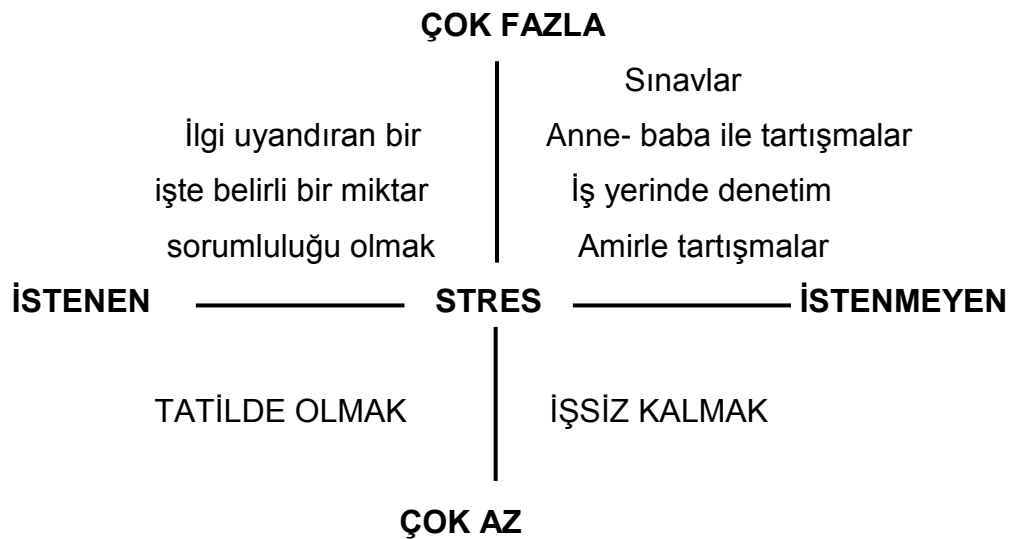 ÇOK FAZLA
Sınavlar
İlgi uyandıran bir
Anne- baba ile tartışmalar
işte belirli bir miktar
İş yerinde denetim
sorumluluğu olmak
Amirle tartışmalar
İSTENEN
STRES
İSTENMEYEN
TATİLDE OLMAK
İŞSİZ KALMAK
ÇOK AZ